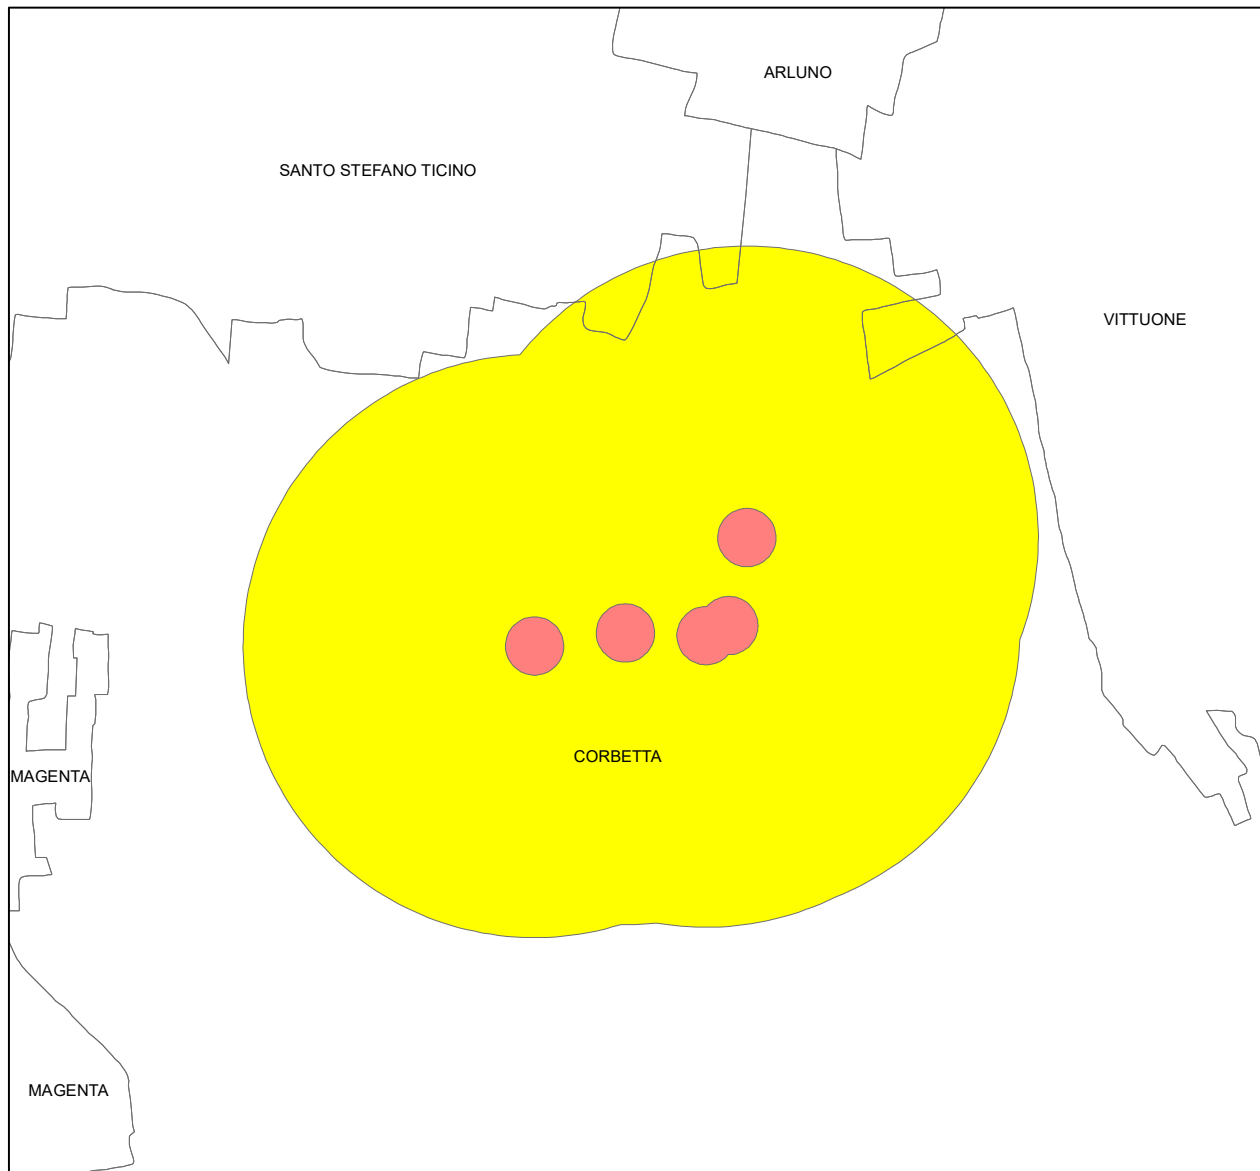 ARLUNO
SANTO STEFANO TICINO
VITTUONE
CORBETTA
MAGENTA
MAGENTA